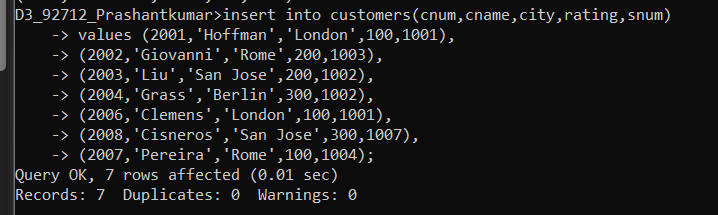 D3_92712_Prashantkumar>insert into customers(cnum,cname,city,rating,snum)
    -> values (2001,'Hoffman','London',100,1001),
    -> (2002,'Giovanni','Rome',200,1003),
    -> (2003,'Liu','San Jose',200,1002),
    -> (2004,'Grass','Berlin',300,1002),
    -> (2006,'Clemens','London',100,1001),
    -> (2008,'Cisneros','San Jose',300,1007),
    -> (2007,'Pereira','Rome',100,1004);
Query OK, 7 rows affected (0.01 sec)
Records: 7  Duplicates: 0  Warnings: 0